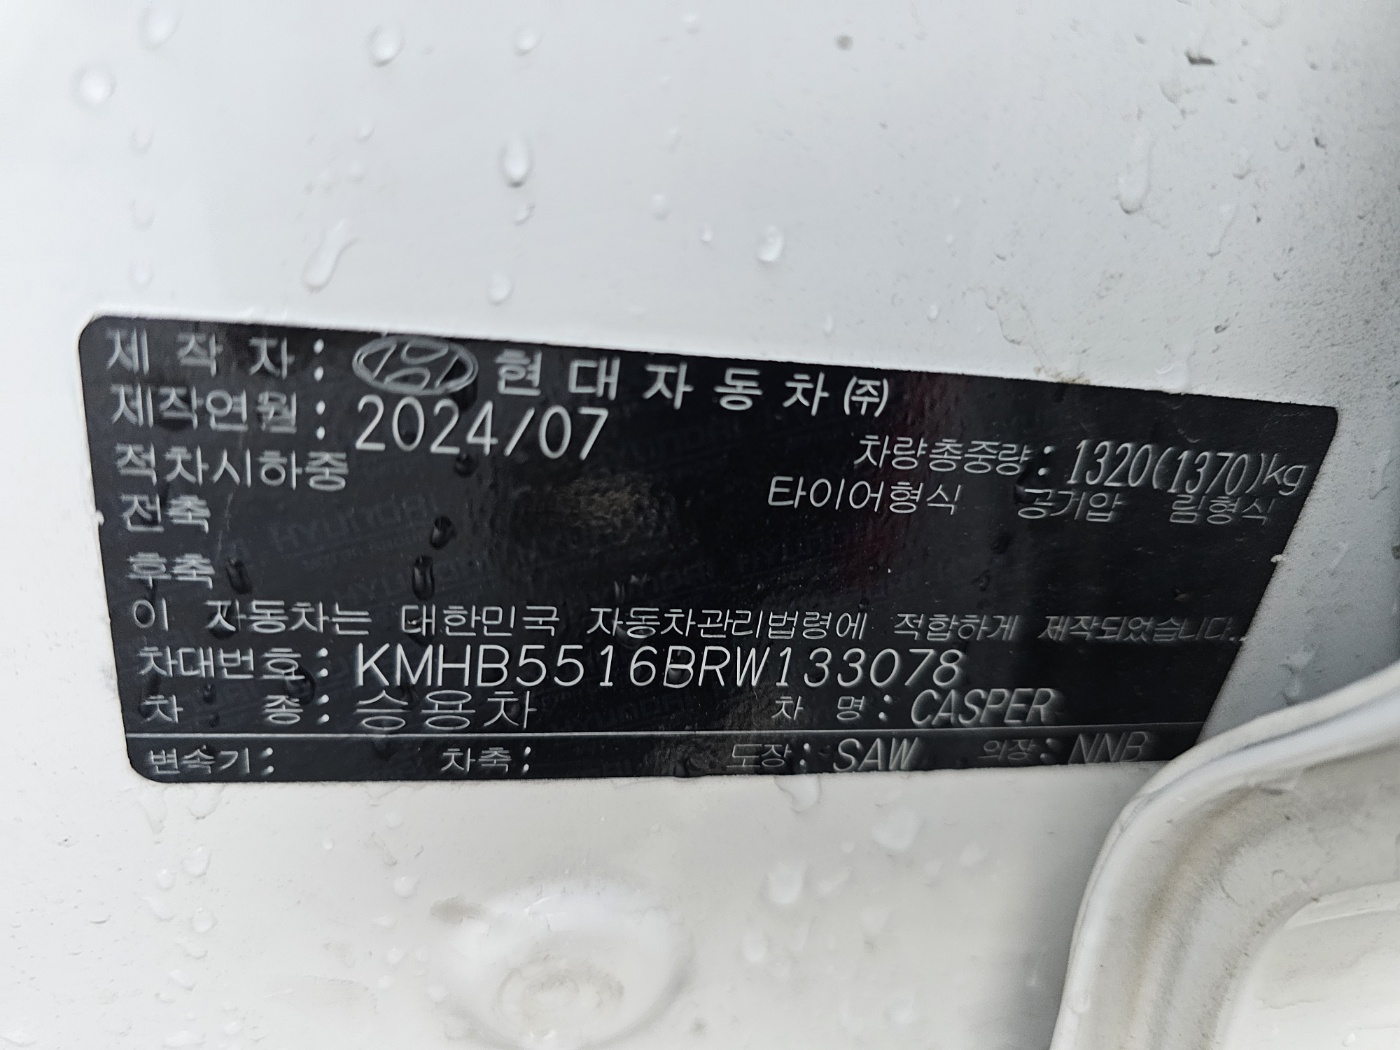 제 작 자 : 현 대 자 동 차 ㈜
제작연월 : 2024/07
차량총중량 : 1320(1370)kg
적차시하중 타이어형식 공기압 림형식
전축
후축
이 자동차는 대한민국 자동차관리법령에 적합하게 제작되었습니다.
차대번호 : KMHB5516BRW133078
차 종 : 승용차 차 명 : CASPER
변속기 : 차축 : 도장 : SAW 의장 : NNB